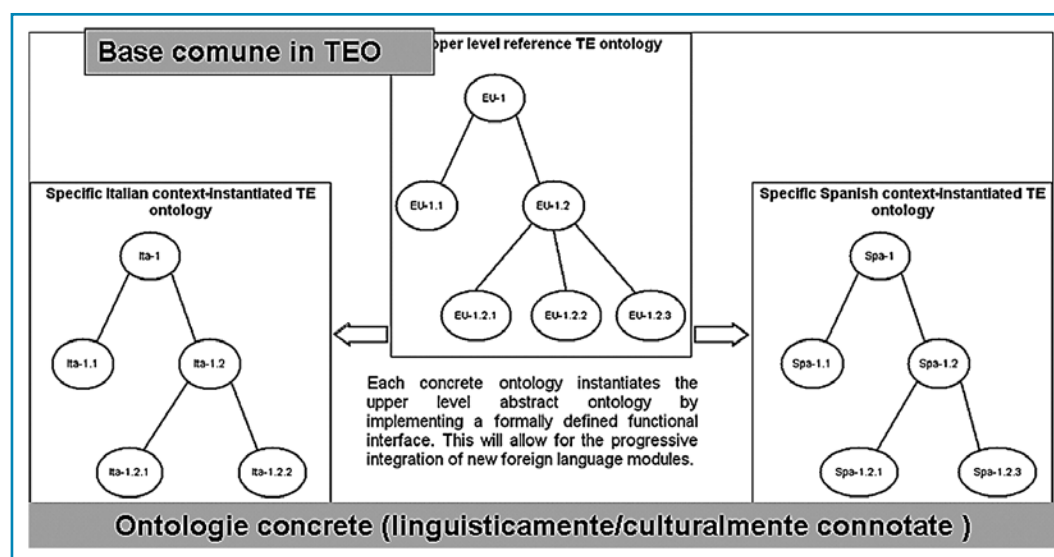 Base comune in TEO
pper level reference TE ontology
EU-1
EU-1.1
EU-1.2
EU-1.2.1
EU-1.2.2
EU-1.2.3
Specific Italian context-instantiated TE
ontology
Ita-1
Ita-1.1
Ita-1.2
Ita-1.2.1
Ita-1.2.2
Specific Spanish context-instantiated TE
ontology
Spa-1
Spa-1.1
Spa-1.2
Spa-1.2.1
Spa-1.2.3
Each concrete ontology instantiates the
upper level abstract ontology by
implementing a formally defined functional
interface. This will allow for the progressive
integration of new foreign language modules.
Ontologie concrete (linguisticamente/culturalmente connotate )